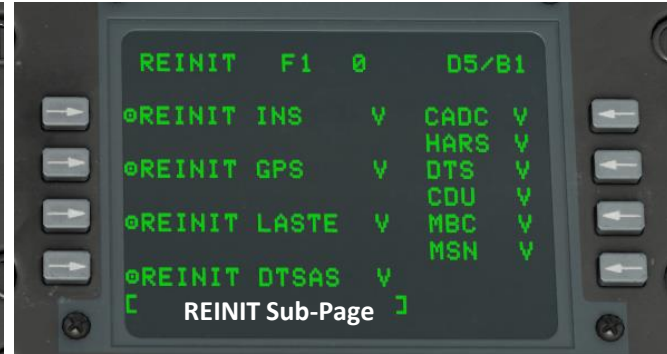 REINIT F1 0 D5/B1
⊙REINIT INS V CADC V
HARS V
⊙REINIT GPS V DTS V
CDU V
⊙REINIT LASTE V MBC V
MSN V
⊙REINIT DTSAS V
[ REINIT Sub-Page ]